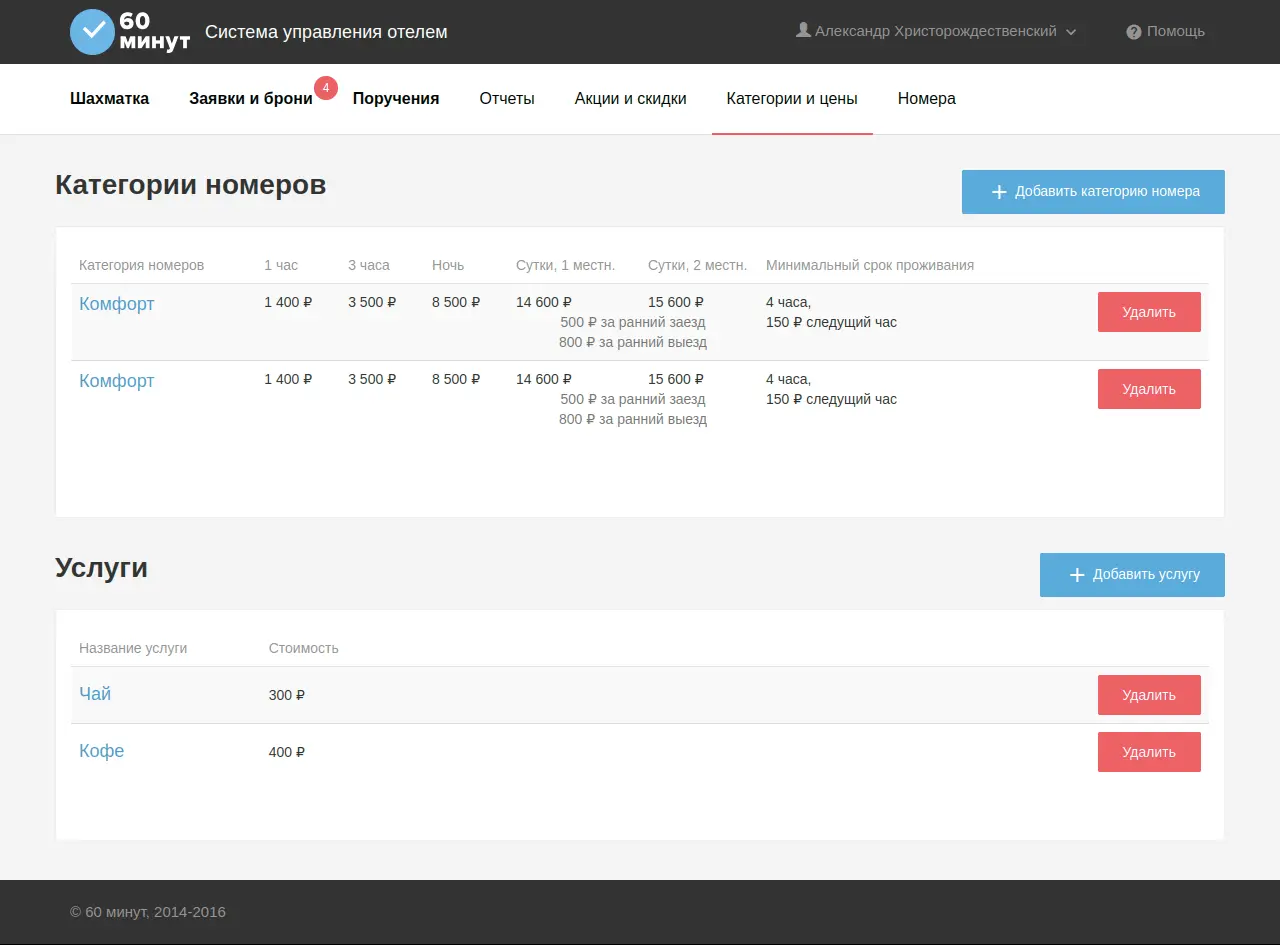 60 минут
Система управления отелем
Александр Христорождественский
Помощь
Шахматка
Заявки и брони
4
Поручения
Отчеты
Акции и скидки
Категории и цены
Номера
Категории номеров
Добавить категорию номера
Категория номеров 1 час 3 часа Ночь Сутки, 1 местн. Сутки, 2 местн. Минимальный срок проживания
Комфорт 1 400 ₽ 3 500 ₽ 8 500 ₽ 14 600 ₽ 15 600 ₽ 4 часа, Удалить
500 ₽ за ранний заезд 150 ₽ следущий час
800 ₽ за ранний выезд
Комфорт 1 400 ₽ 3 500 ₽ 8 500 ₽ 14 600 ₽ 15 600 ₽ 4 часа, Удалить
500 ₽ за ранний заезд 150 ₽ следущий час
800 ₽ за ранний выезд
Услуги
Добавить услугу
Название услуги Стоимость
Чай 300 ₽ Удалить
Кофе 400 ₽ Удалить
© 60 минут, 2014-2016